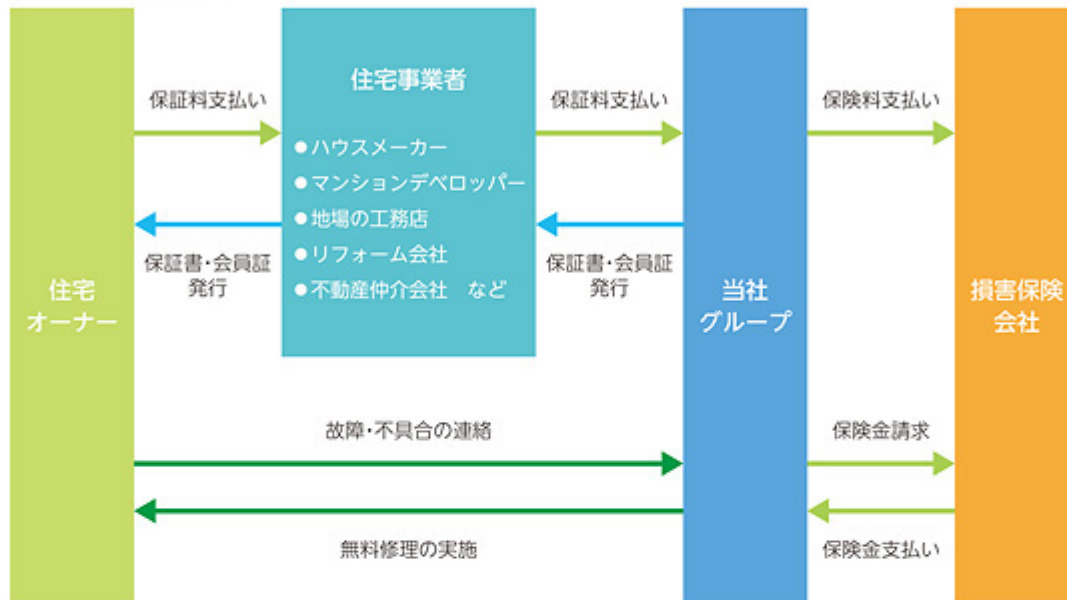 住宅事業者
保証料支払い
保証料支払い
保険料支払い
●ハウスメーカー
●マンションデベロッパー
●地場の工務店
●リフォーム会社
●不動産仲介会社　など
保証書・会員証
発行
保証書・会員証
発行
住宅
オーナー
当社
グループ
損害保険
会社
故障・不具合の連絡
保険金請求
無料修理の実施
保険金支払い